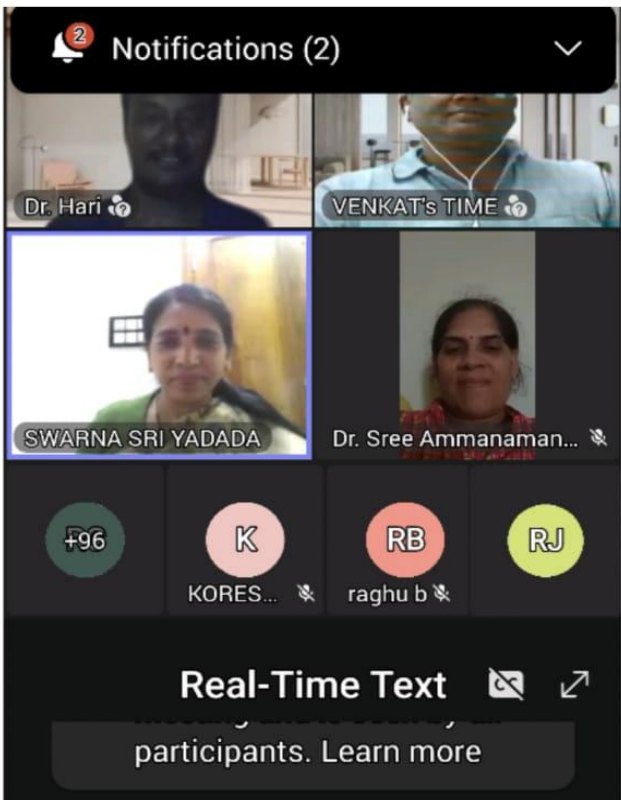 2
Notifications (2)
Dr. Hari
VENKAT's TIME
SWARNA SRI YADADA
Dr. Sree Ammanaman...
+96
K
RB
RJ
KORES...
raghu b
Real-Time Text
CC
participants. Learn more